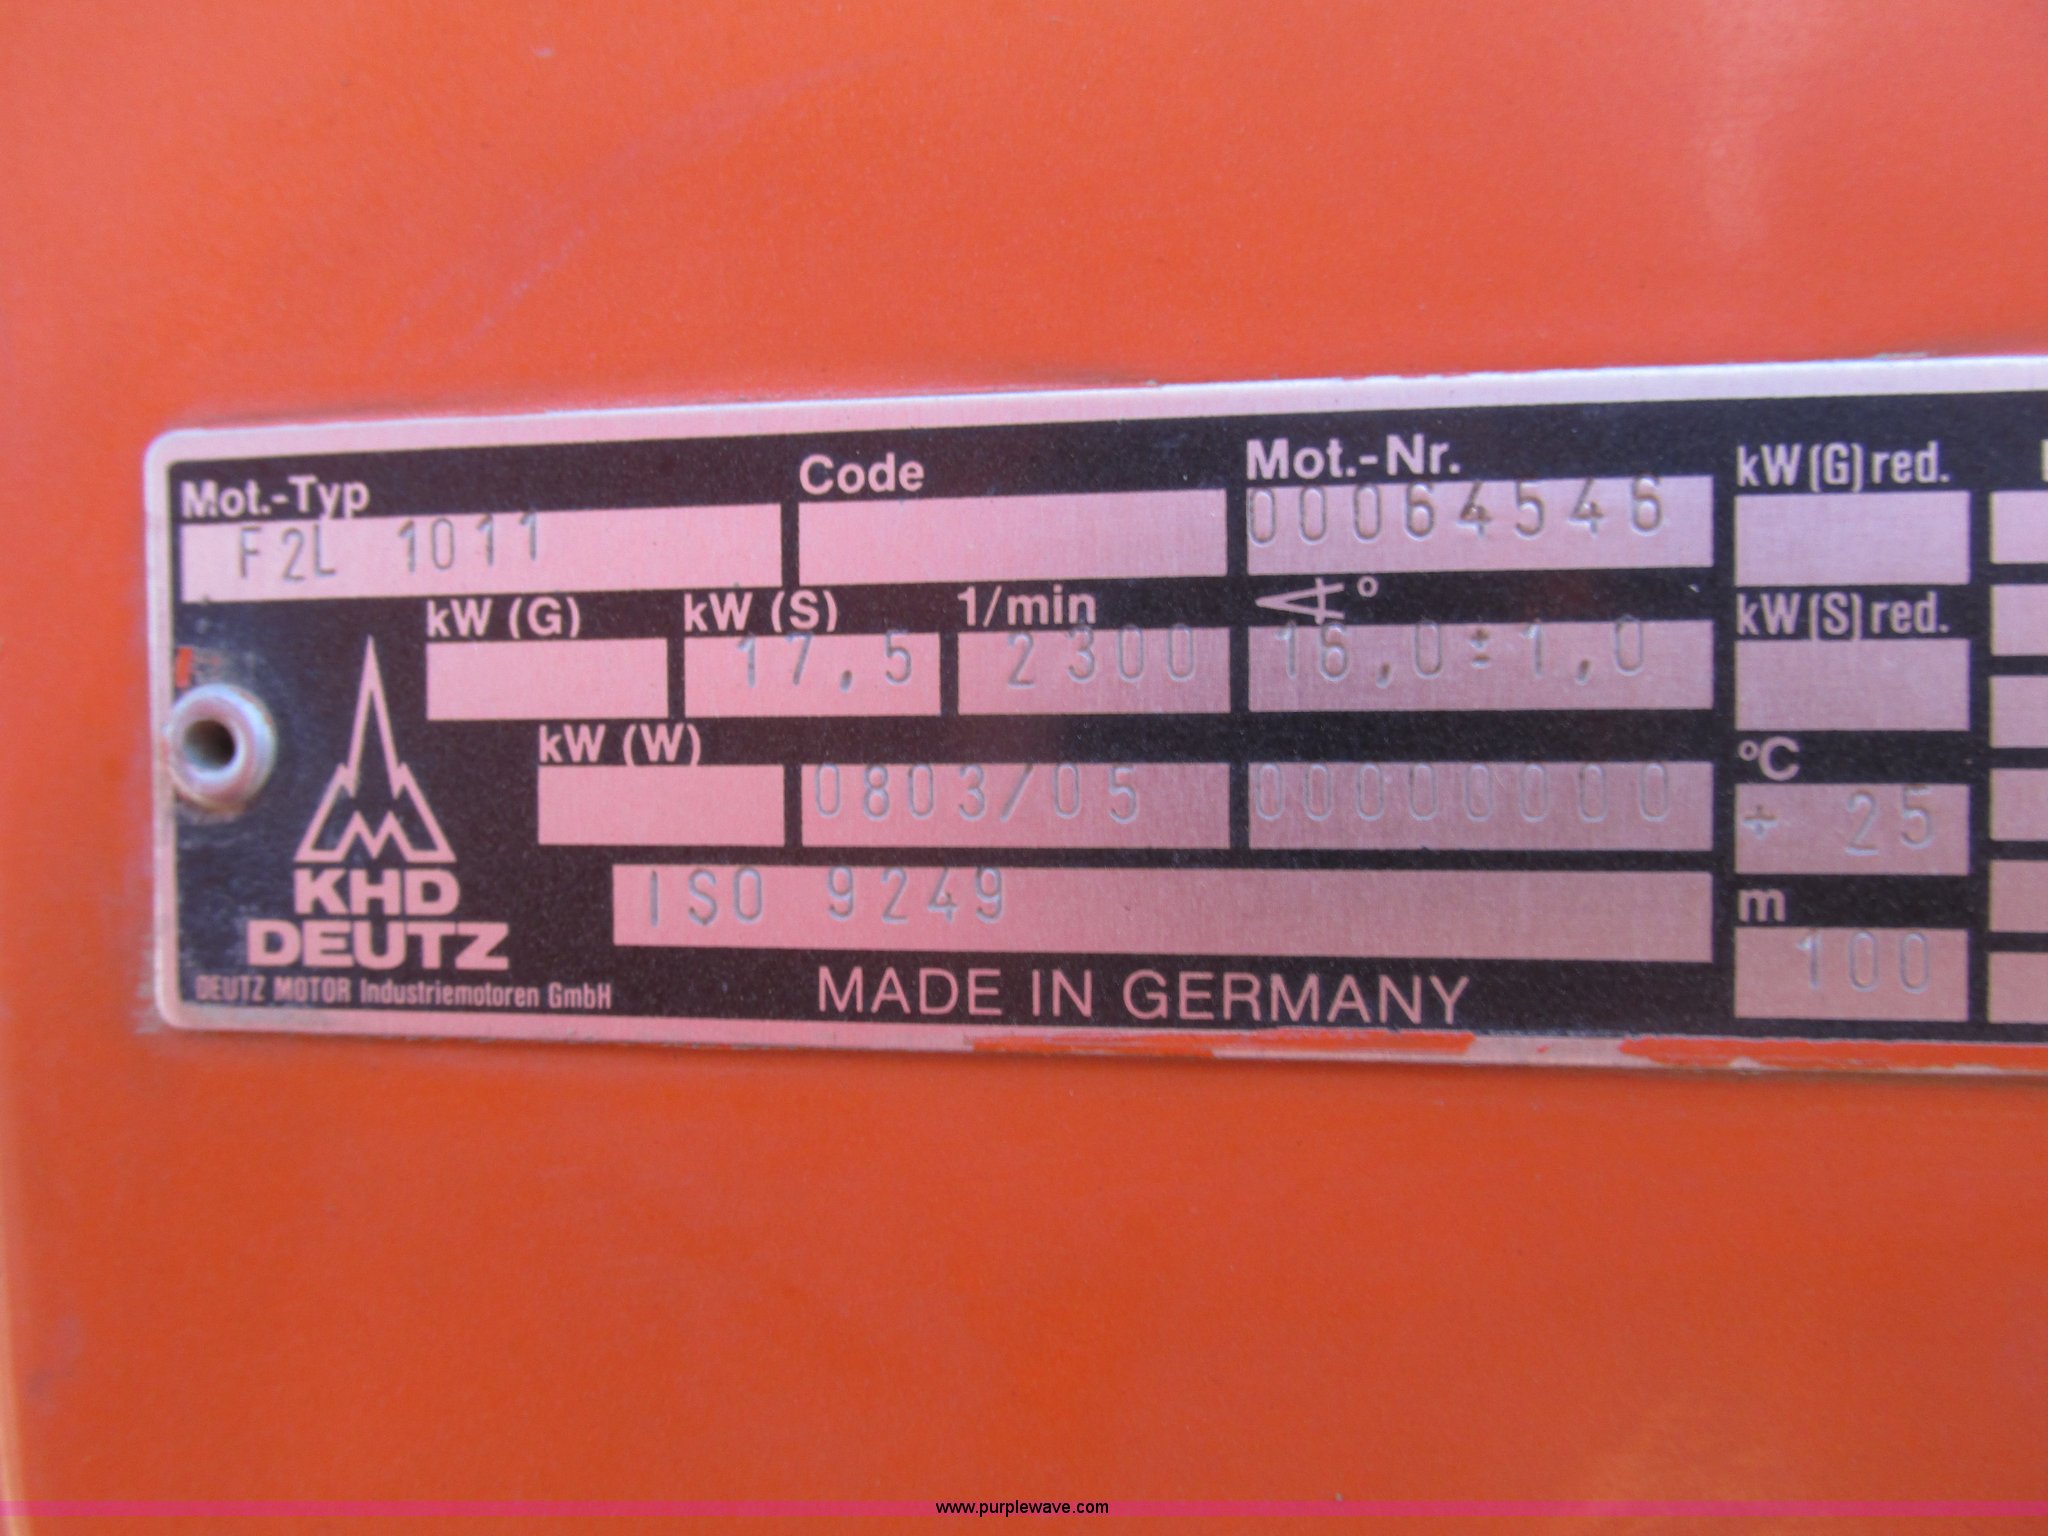 Mot.-Typ Code Mot.-Nr. kW (G) red.
F2L 1011 00064546
kW (G) kW (S) 1/min ∢° kW (S) red.
17,5 2300 16,0±1,0
kW (W) °C
0803/05 00000000 + 25
ISO 9249 m
100
KHD
DEUTZ
DEUTZ MOTOR Industriemotoren GmbH
MADE IN GERMANY
www.purplewave.com